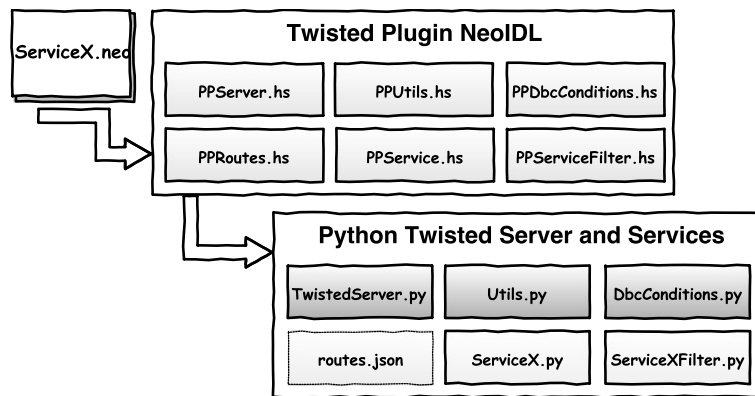 Twisted Plugin NeoIDL
ServiceX.neo
PPServer.hs
PPUtils.hs
PPDbcConditions.hs
PPRoutes.hs
PPService.hs
PPServiceFilter.hs
Python Twisted Server and Services
TwistedServer.py
Utils.py
DbcConditions.py
routes.json
ServiceX.py
ServiceXFilter.py